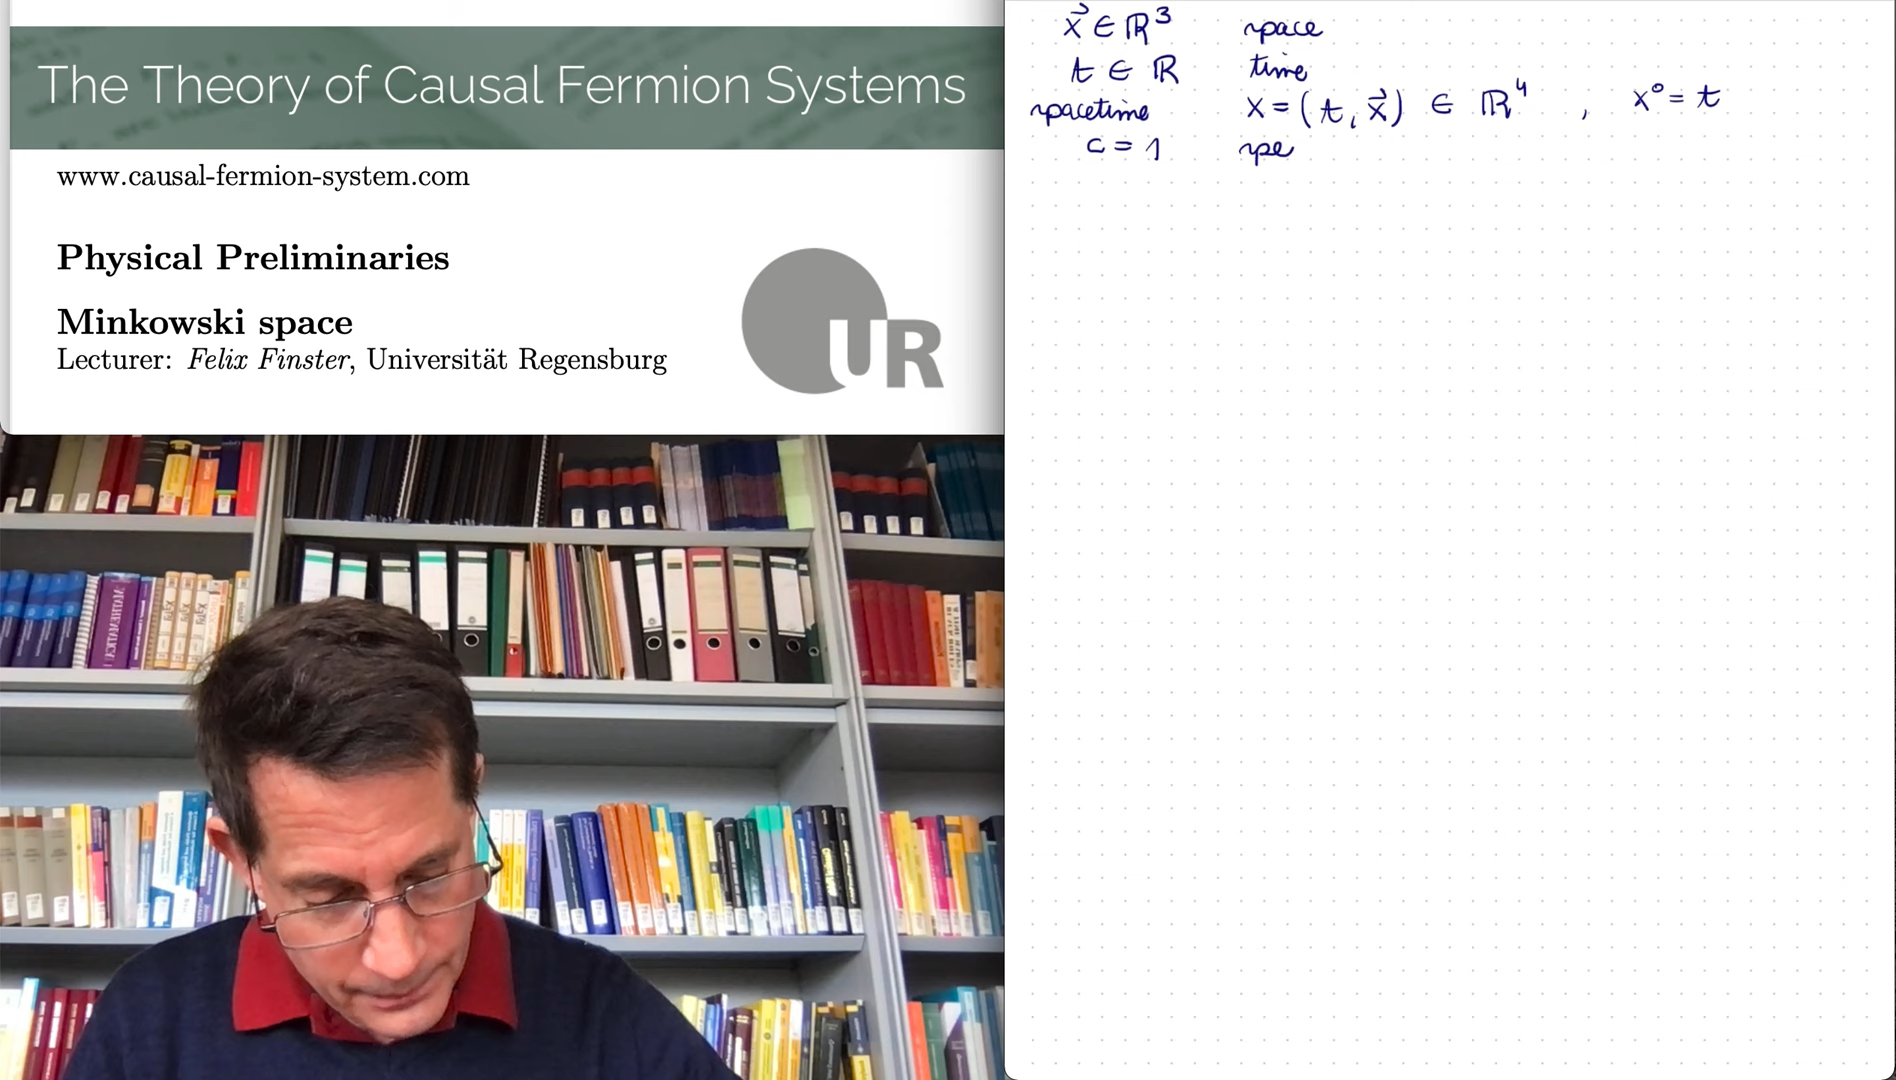 The Theory of Causal Fermion Systems
www.causal-fermion-system.com
Physical Preliminaries
Minkowski space
Lecturer: Felix Finster, Universität Regensburg
UR
x⃗ ∈ ℝ³ space
t ∈ ℝ time
spacetime x = (t, x⃗) ∈ ℝ⁴ , x⁰ = t
c = 1 spe